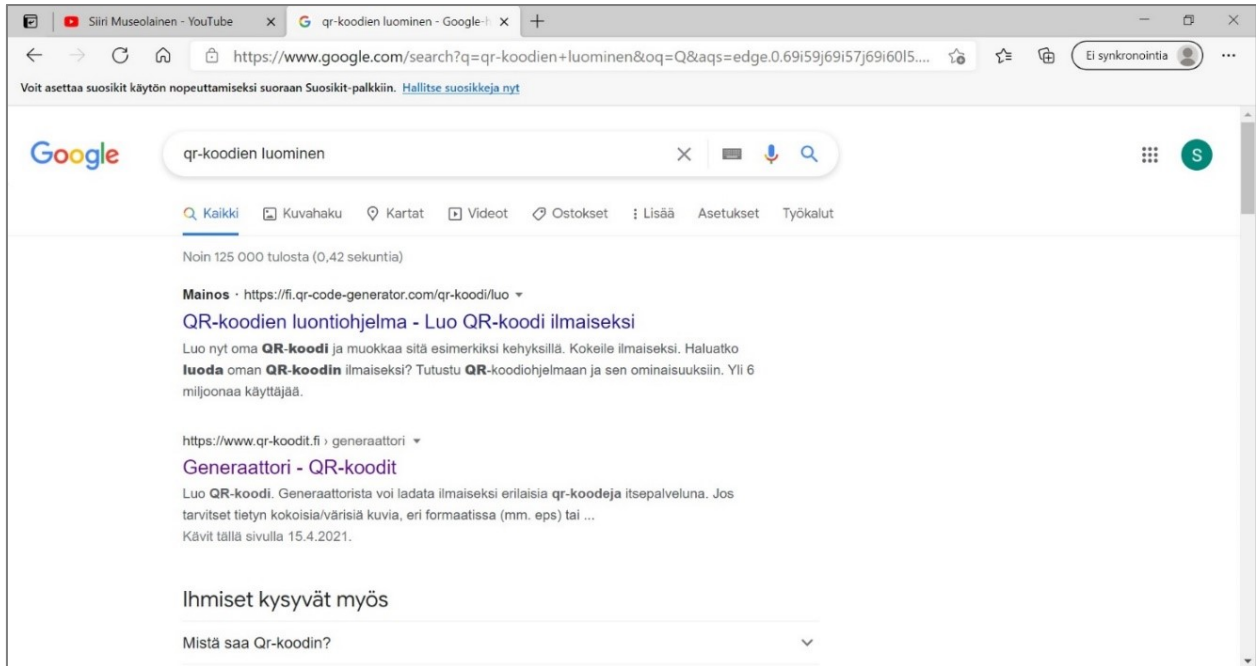 Siiri Museolainen - YouTube
G qr-koodien luominen - Google-h
https://www.google.com/search?q=qr-koodien+luominen&oq=Q&aqs=edge.0.69i59j69i57j69i60l5....
Ei synkronointia
Voit asettaa suosikit käytön nopeuttamiseksi suoraan Suosikit-palkkiin. Hallitse suosikkeja nyt
Google
qr-koodien luominen
S
Kaikki Kuvahaku Kartat Videot Ostokset Lisää Asetukset Työkalut
Noin 125 000 tulosta (0,42 sekuntia)
Mainos · https://fi.qr-code-generator.com/qr-koodi/luo
QR-koodien luontiohjelma - Luo QR-koodi ilmaiseksi
Luo nyt oma QR-koodi ja muokkaa sitä esimerkiksi kehyksillä. Kokeile ilmaiseksi. Haluatko
luoda oman QR-koodin ilmaiseksi? Tutustu QR-koodiohjelmaan ja sen ominaisuuksiin. Yli 6
miljoonaa käyttäjää.
https://www.qr-koodit.fi › generaattori
Generaattori - QR-koodit
Luo QR-koodi. Generaattorista voi ladata ilmaiseksi erilaisia qr-koodeja itsepalveluna. Jos
tarvitset tietyn kokoisia/värisiä kuvia, eri formaatissa (mm. eps) tai ...
Kävit tällä sivulla 15.4.2021.
Ihmiset kysyvät myös
Mistä saa Qr-koodin?